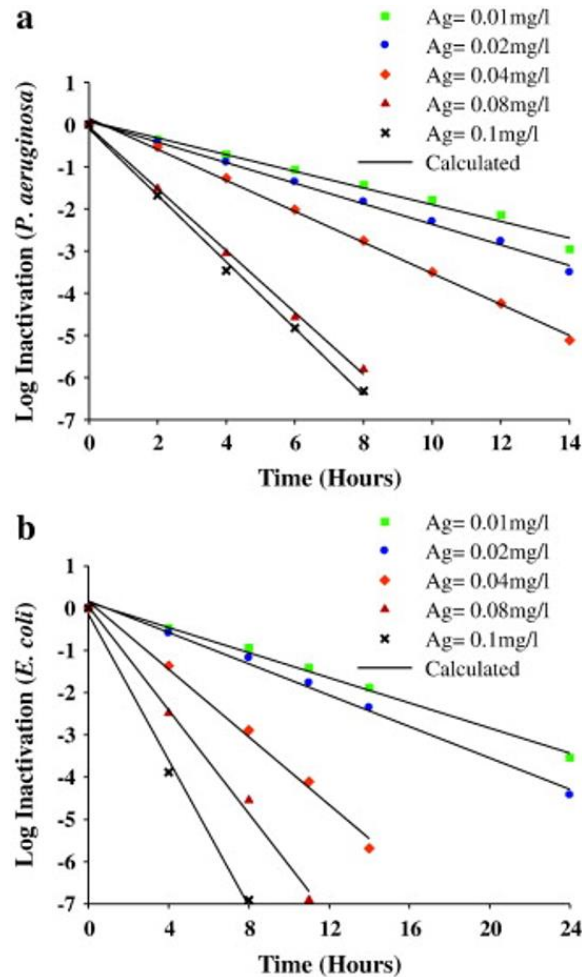 a
Ag= 0.01mg/l
Ag= 0.02mg/l
Ag= 0.04mg/l
Ag= 0.08mg/l
Ag= 0.1mg/l
Calculated
Log Inactivation (P. aeruginosa)
1
0
-1
-2
-3
-4
-5
-6
-7
0 2 4 6 8 10 12 14
Time (Hours)
b
Ag= 0.01mg/l
Ag= 0.02mg/l
Ag= 0.04mg/l
Ag= 0.08mg/l
Ag= 0.1mg/l
Calculated
Log Inactivation (E. coli)
1
0
-1
-2
-3
-4
-5
-6
-7
0 4 8 12 16 20 24
Time (Hours)